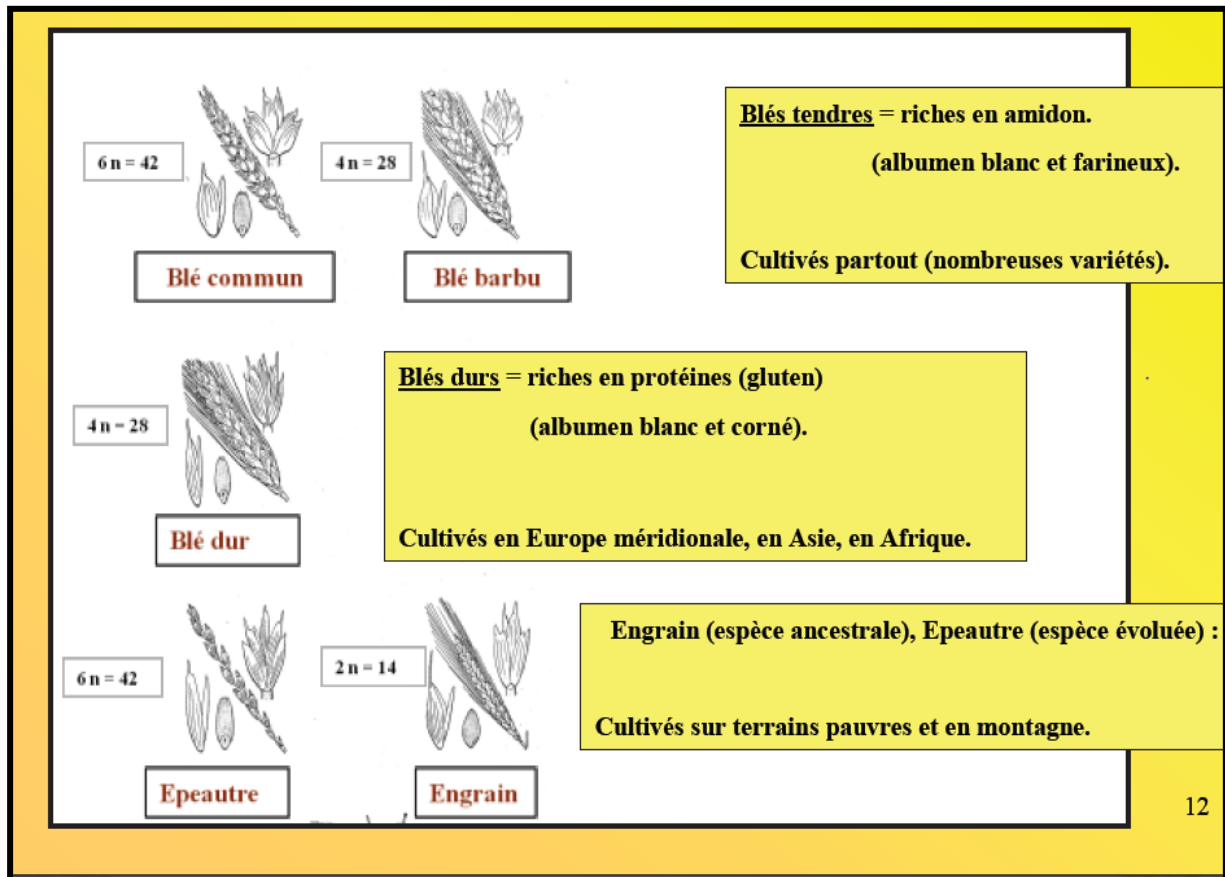 6 n = 42
4 n = 28
Blé commun
Blé barbu
Blés tendres = riches en amidon.
(albumen blanc et farineux).
Cultivés partout (nombreuses variétés).
4 n = 28
Blé dur
Blés durs = riches en protéines (gluten)
(albumen blanc et corné).
Cultivés en Europe méridionale, en Asie, en Afrique.
6 n = 42
2 n = 14
Epeautre
Engrain
Engrain (espèce ancestrale), Epeautre (espèce évoluée) :
Cultivés sur terrains pauvres et en montagne.
12